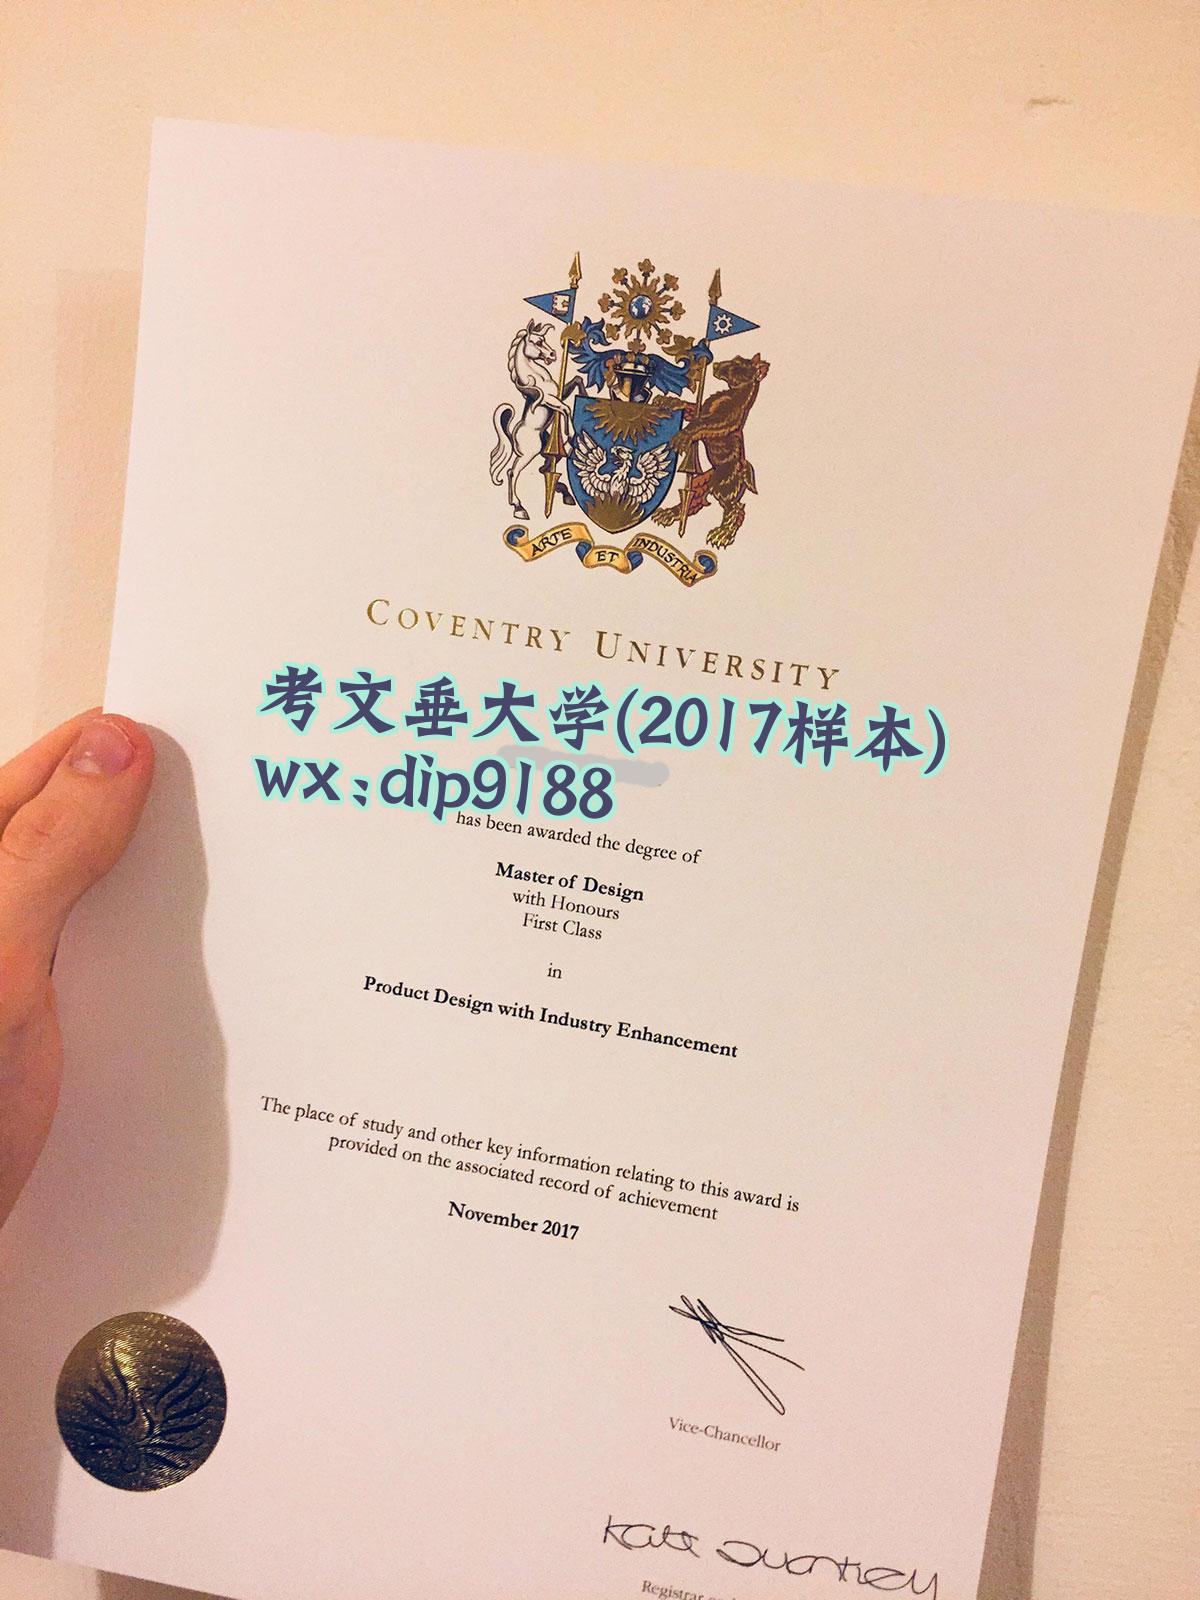 ARTE ET INDUSTRIA
COVENTRY UNIVERSITY
考文垂大学(2017样本)
wx:dip9188
has been awarded the degree of
Master of Design
with Honours
First Class
in
Product Design with Industry Enhancement
The place of study and other key information relating to this award is
provided on the associated record of achievement
November 2017
Vice-Chancellor
Registrar